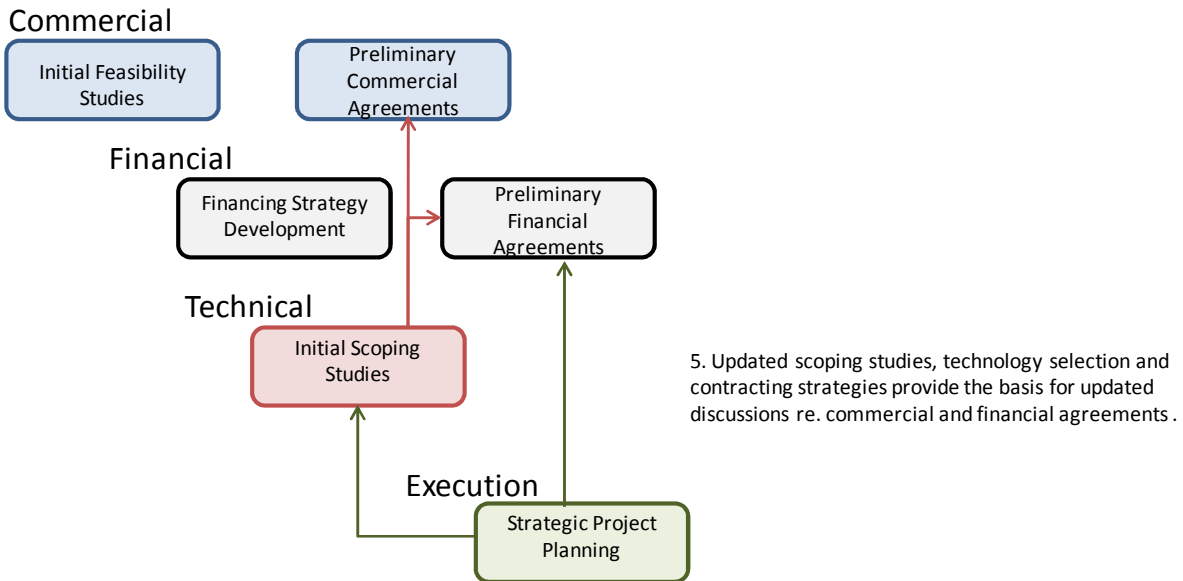 Commercial
Initial Feasibility
Studies
Preliminary
Commercial
Agreements
Financial
Financing Strategy
Development
Preliminary
Financial
Agreements
Technical
Initial Scoping
Studies
5. Updated scoping studies, technology selection and
contracting strategies provide the basis for updated
discussions re. commercial and financial agreements .
Execution
Strategic Project
Planning